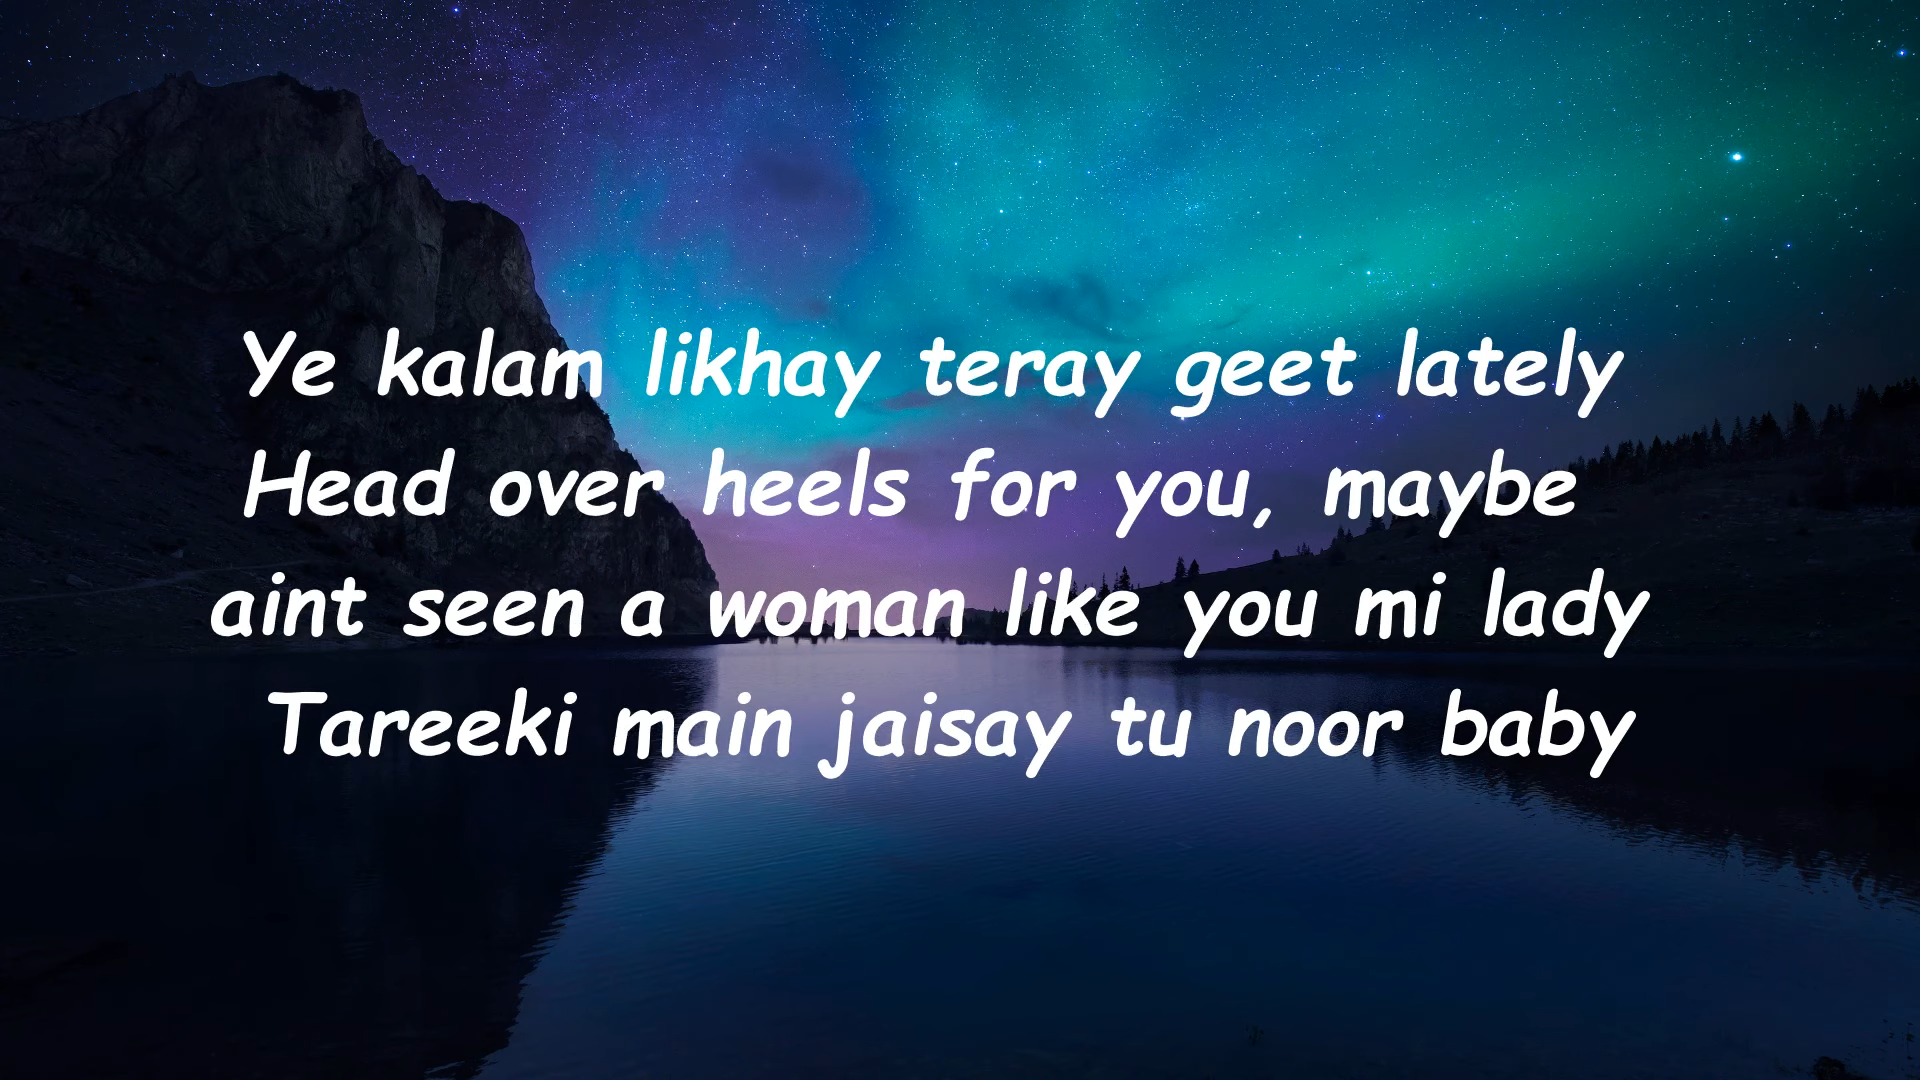 Ye kalam likhay teray geet lately
Head over heels for you, maybe
aint seen a woman like you mi lady
Tareeki main jaisay tu noor baby